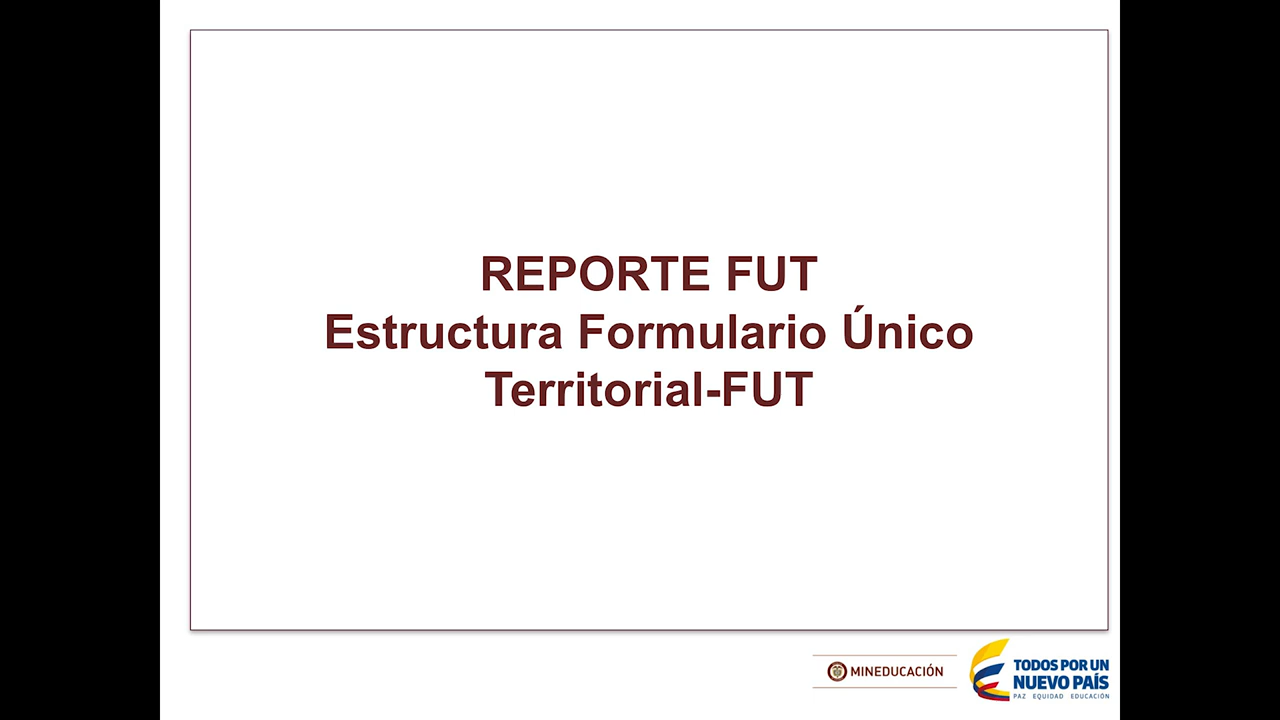 REPORTE FUT
Estructura Formulario Único
Territorial-FUT
MINEDUCACIÓN
TODOS POR UN
NUEVO PAÍS
PAZ EQUIDAD EDUCACIÓN